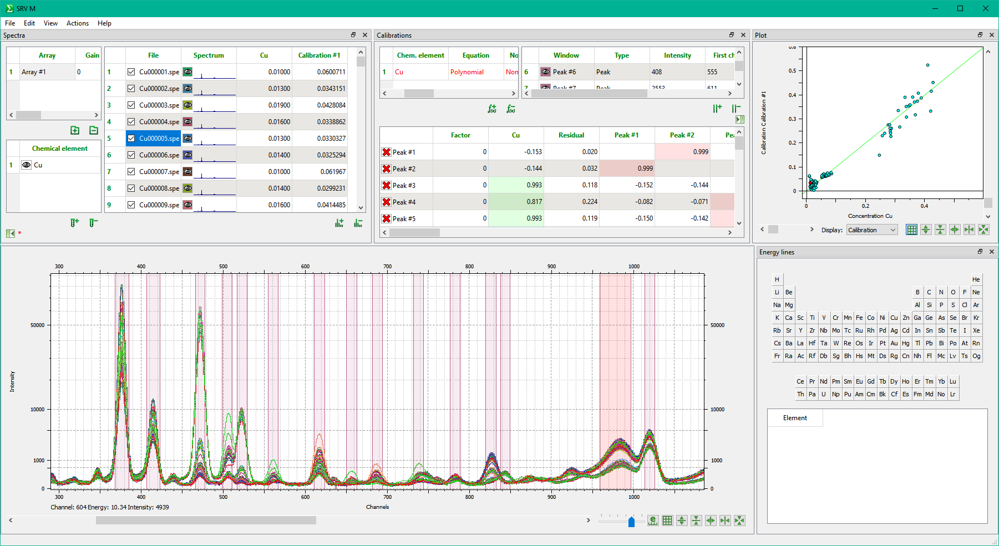 SRV M
File Edit View Actions Help
Spectra
Array Gain
1 Array #1 0
Chemical element
1 Cu
*
File Spectrum Cu Calibration #1
1 Cu000001.spe 0.01000 0.0600711
2 Cu000002.spe 0.01300 0.0343151
3 Cu000003.spe 0.01900 0.0428084
4 Cu000004.spe 0.01600 0.0338862
5 Cu000005.spe 0.01300 0.0330327
6 Cu000006.spe 0.01400 0.0325294
7 Cu000007.spe 0.01000 0.061967
8 Cu000008.spe 0.01400 0.0299231
9 Cu000009.spe 0.01600 0.0414485
Calibrations
Chem. element Equation No
1 Cu Polynomial Non
Window Type Intensity First ch
6 Peak #6 Peak 408 555
7 Peak #7 Peak 2553 611
Factor Cu Residual Peak #1 Peak #2 Pea
Peak #1 0 -0.153 0.020 0.999
Peak #2 0 -0.144 0.032 0.999
Peak #3 0 0.993 0.118 -0.152 -0.144
Peak #4 0 0.817 0.224 -0.082 -0.071
Peak #5 0 0.993 0.119 -0.150 -0.142
Plot
0.6
0.5
0.4
0.3
0.2
0.1
0
Calibration Calibration #1
0 0.2 0.4
Concentration Cu
Display: Calibration
300 400 500 600 700 800 900 1000
50000 50000
10000 10000
1000 1000
0 0
Intensity
300 400 500 600 700 800 900 1000
Channel: 604 Energy: 10.34 Intensity: 4939
Channels
e
Energy lines
H He
Li Be B C N O F Ne
Na Mg Al Si P S Cl Ar
K Ca Sc Ti V Cr Mn Fe Co Ni Cu Zn Ga Ge As Se Br Kr
Rb Sr Y Zr Nb Mo Tc Ru Rh Pd Ag Cd In Sn Sb Te I Xe
Cs Ba La Hf Ta W Re Os Ir Pt Au Hg Tl Pb Bi Po At Rn
Fr Ra Ac Rf Db Sg Bh Hs Mt Ds Rg Cn Nh Fl Mc Lv Ts Og
Ce Pr Nd Pm Sm Eu Gd Tb Dy Ho Er Tm Yb Lu
Th Pa U Np Pu Am Cm Bk Cf Es Fm Md No Lr
Element